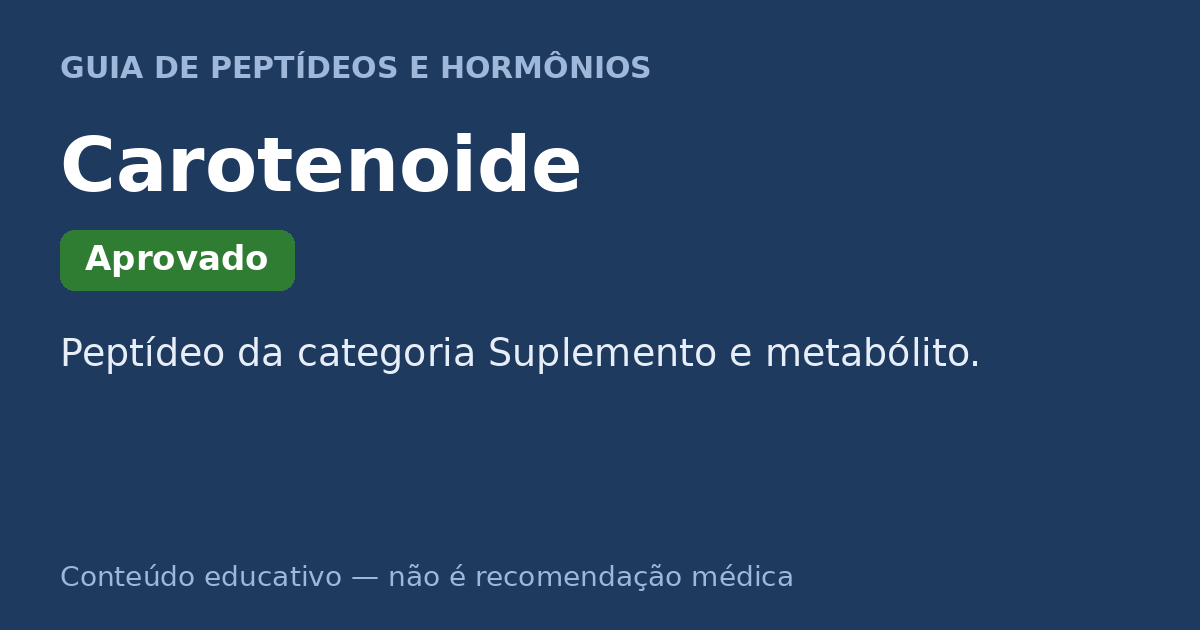 GUIA DE PEPTÍDEOS E HORMÔNIOS
Carotenoide
Aprovado
Peptídeo da categoria Suplemento e metabólito.
Conteúdo educativo — não é recomendação médica